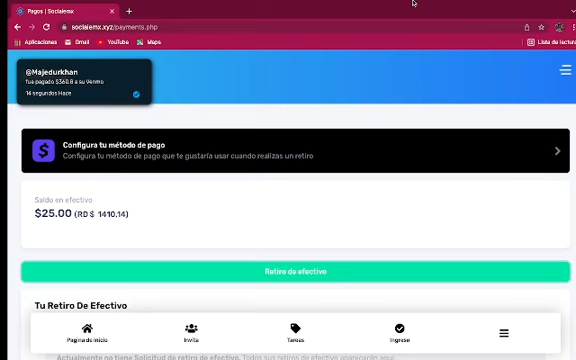 Pagos | Socialemx
socialemx.xyz/payments.php
Aplicaciones Gmail YouTube Maps Lista de lectura
@Majedurkhan
fue pagado $360.8 a su Venmo
14 segundos Hace
Configura tu método de pago
Configura tu método de pago que te gustaría usar cuando realizas un retiro
Saldo en efectivo
$25.00 (RD $ 1410.14)
Retiro de efectivo
Tu Retiro De Efectivo
Pagina de inicio Invita Tareas Ingrese
Actualmente no tiene Solicitud de retiro de efectivo. Todos sus retiros de efectivo aparecerán aquí.